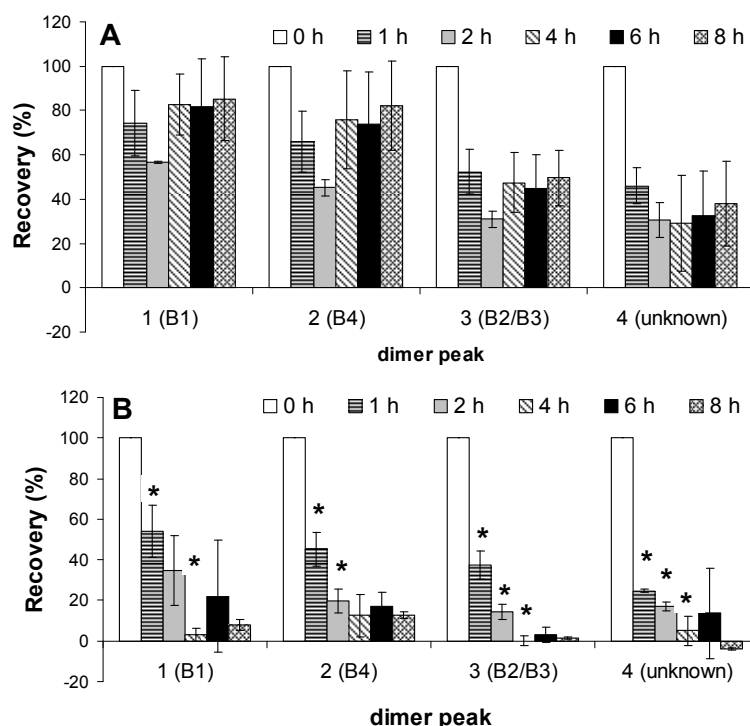 A
0 h 1 h 2 h 4 h 6 h 8 h
Recovery (%)
120
100
80
60
40
20
0
-20
1 (B1) 2 (B4) 3 (B2/B3) 4 (unknown)
dimer peak
B
0 h 1 h 2 h 4 h 6 h 8 h
Recovery (%)
120
100
80
60
40
20
0
-20
* * * * * * * * *
1 (B1) 2 (B4) 3 (B2/B3) 4 (unknown)
dimer peak